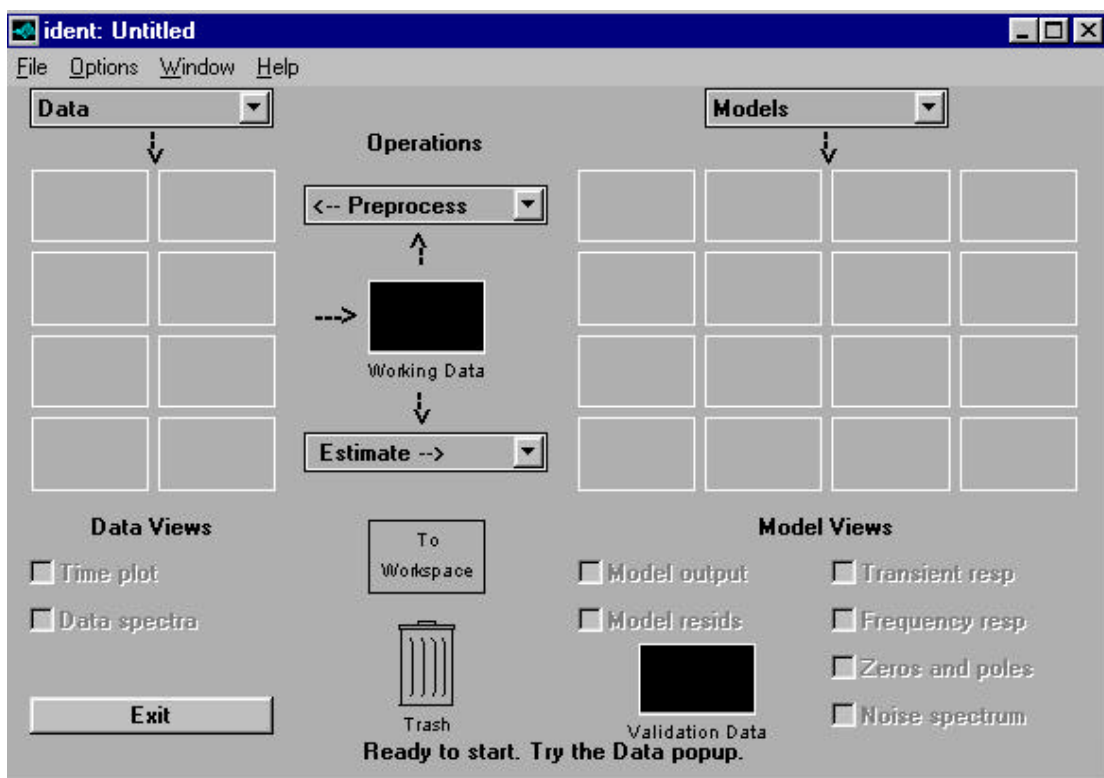 ident: Untitled
File Options Window Help
Data
Models
Operations
<-- Preprocess
--->
Working Data
Estimate -->
Data Views
Model Views
To
Workspace
Time plot
Model output
Transient resp
Data spectra
Model resids
Frequency resp
Zeros and poles
Exit
Trash
Validation Data
Noise spectrum
Ready to start. Try the Data popup.